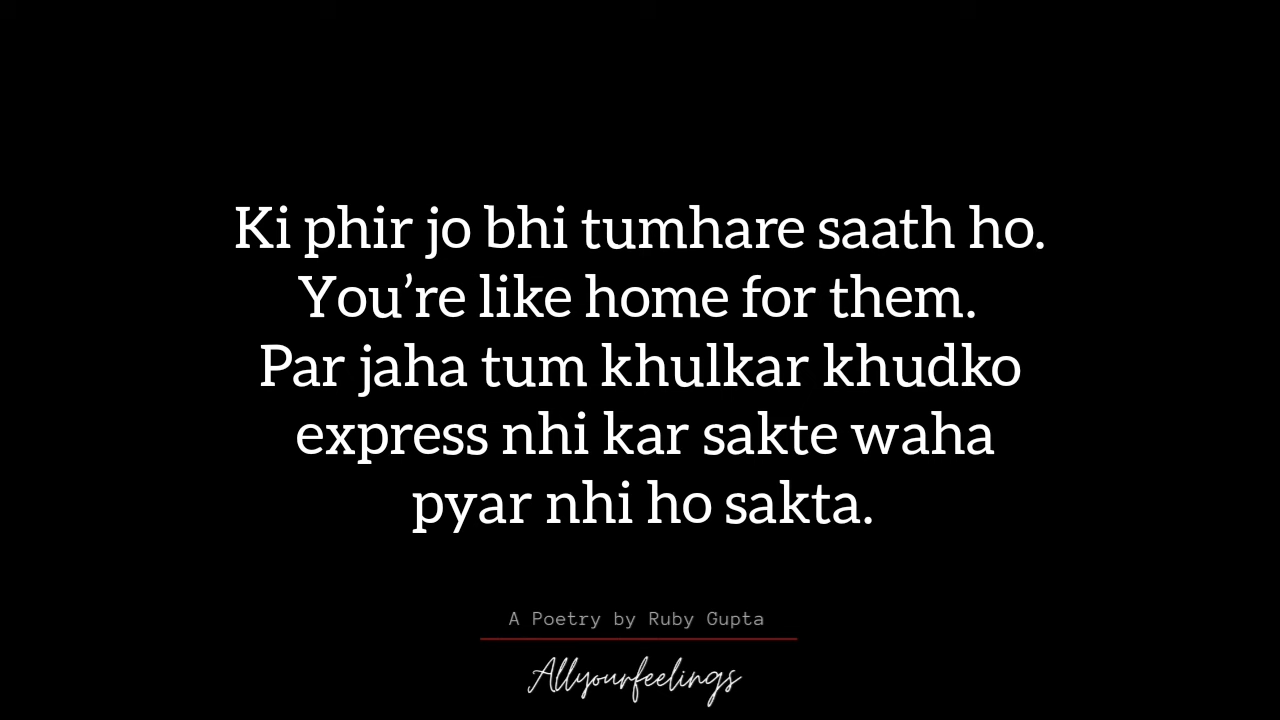 Ki phir jo bhi tumhare saath ho.
You’re like home for them.
Par jaha tum khulkar khudko
express nhi kar sakte waha
pyar nhi ho sakta.
A Poetry by Ruby Gupta
Allyourfeelings